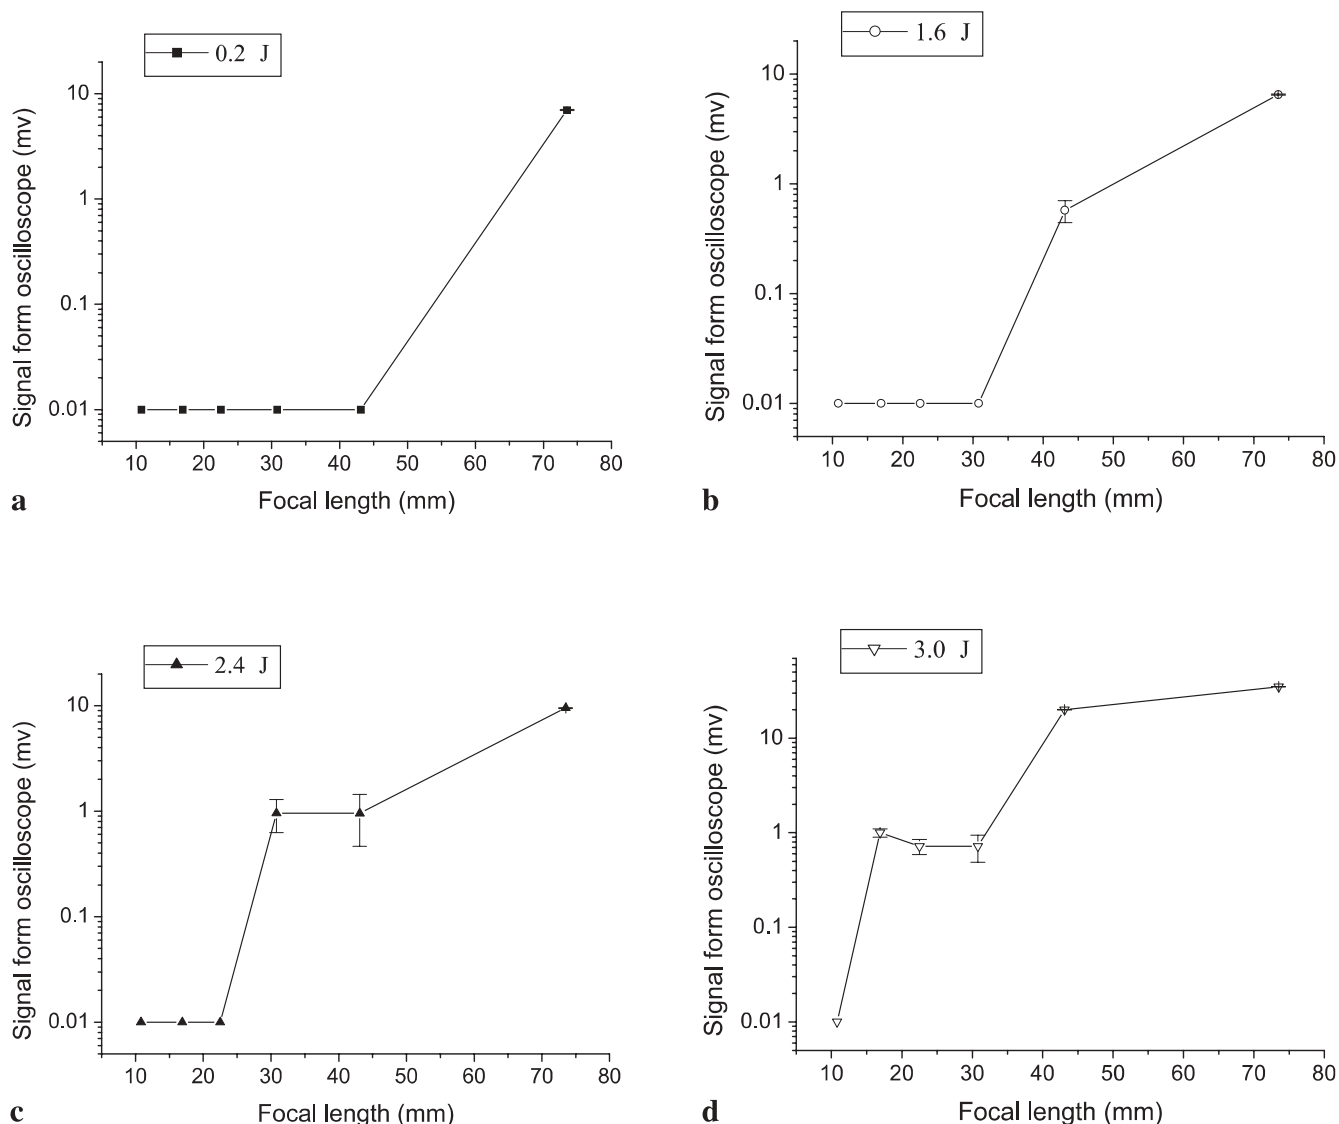 0.2 J
Signal form oscilloscope (mv)
10
1
0.1
0.01
10 20 30 40 50 60 70 80
Focal length (mm)
a
1.6 J
Signal form oscilloscope (mv)
10
1
0.1
0.01
10 20 30 40 50 60 70 80
Focal length (mm)
b
2.4 J
Signal form oscilloscope (mv)
10
1
0.1
0.01
10 20 30 40 50 60 70 80
Focal length (mm)
c
3.0 J
Signal form oscilloscope (mv)
10
1
0.1
0.01
10 20 30 40 50 60 70 80
Focal length (mm)
d